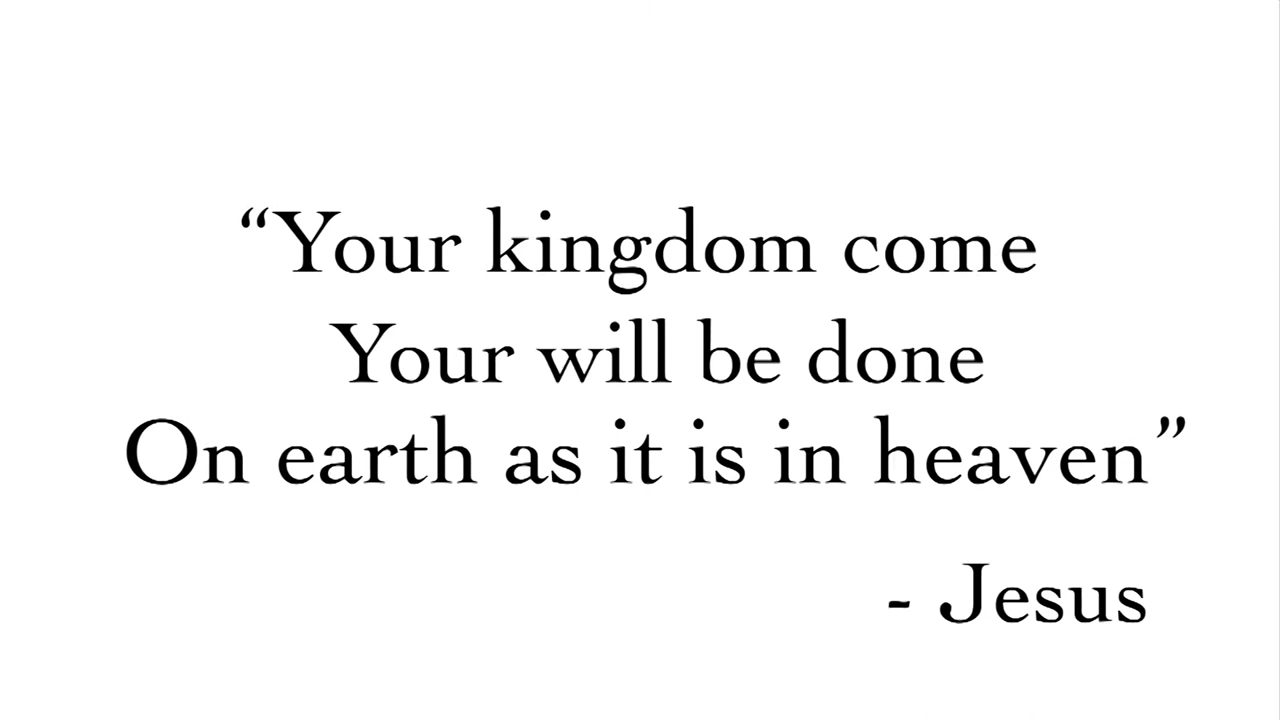 “Your kingdom come
Your will be done
On earth as it is in heaven”
- Jesus